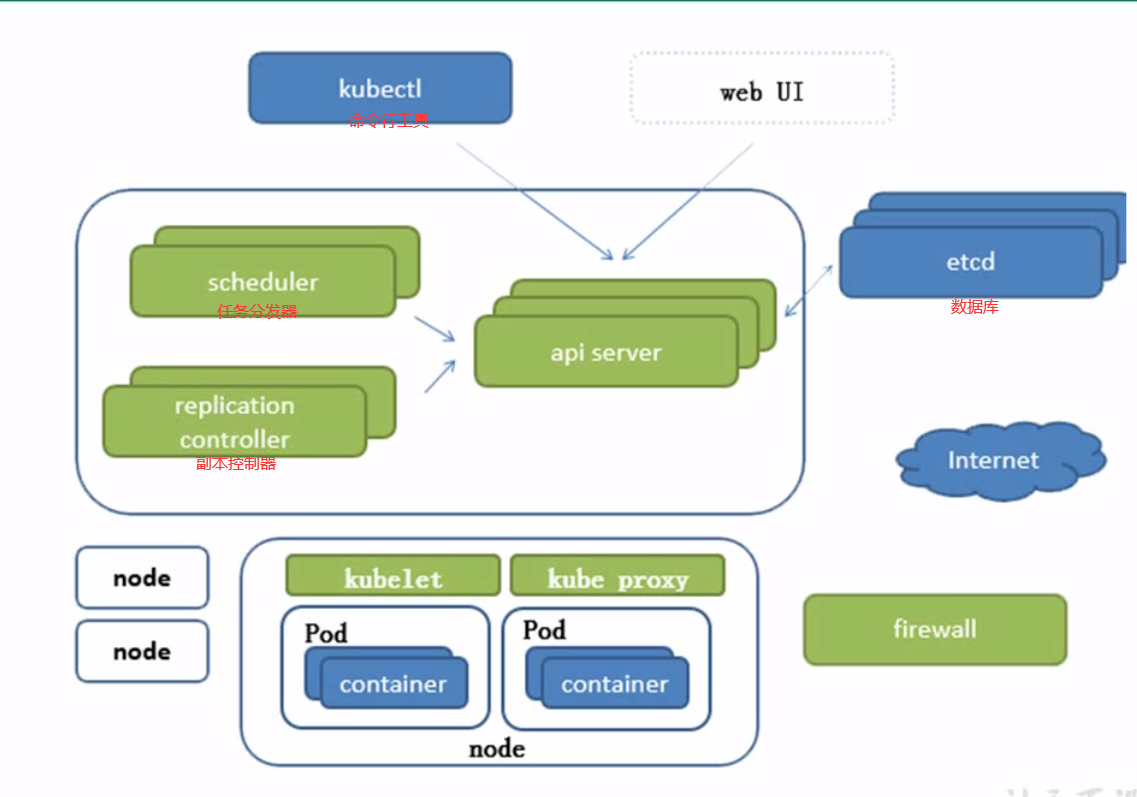 kubectl
命令行工具
web UI
scheduler
任务分发器
api server
etcd
数据库
replication
controller
副本控制器
Internet
node
node
kubelet
kube proxy
Pod
container
Pod
container
node
firewall